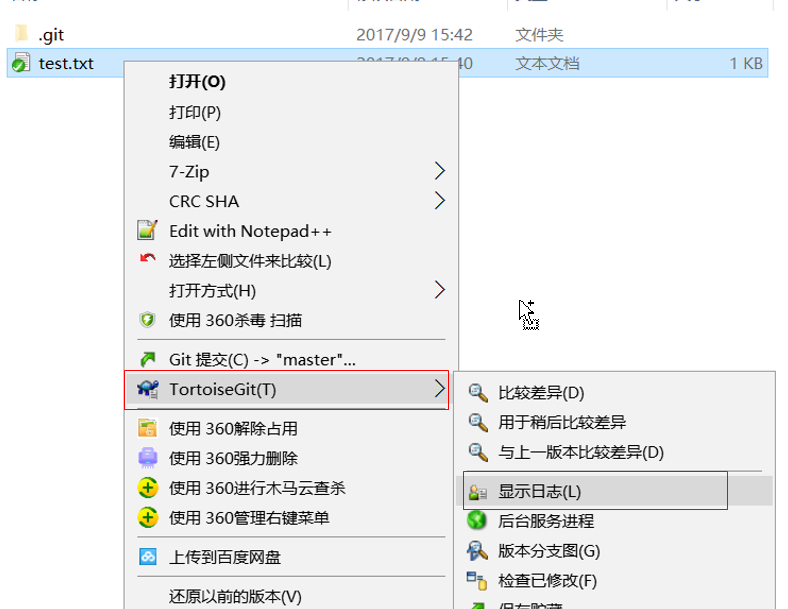 .git 2017/9/9 15:42 文件夹
test.txt 2017/9/9 15:40 文本文档 1 KB
打开(O)
打印(P)
编辑(E)
7-Zip
CRC SHA
Edit with Notepad++
选择左侧文件来比较(L)
打开方式(H)
使用 360杀毒 扫描
Git 提交(C) -> "master"...
TortoiseGit(T)
使用 360解除占用
使用 360强力删除
使用 360进行木马云查杀
使用 360管理右键菜单
上传到百度网盘
还原以前的版本(V)
比较差异(D)
用于稍后比较差异
与上一版本比较差异(D)
显示日志(L)
后台服务进程
版本分支图(G)
检查已修改(F)